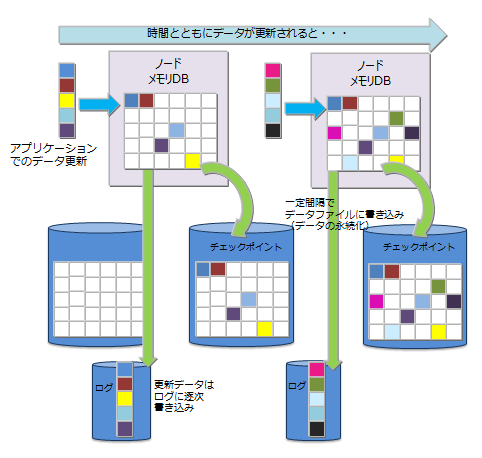 時間とともにデータが更新されると・・・
ノード
メモリDB
ノード
メモリDB
アプリケーション
でのデータ更新
一定間隔で
データファイルに書き込み
（データの永続化）
チェックポイント
チェックポイント
ログ
更新データは
ログに逐次
書き込み
ログ